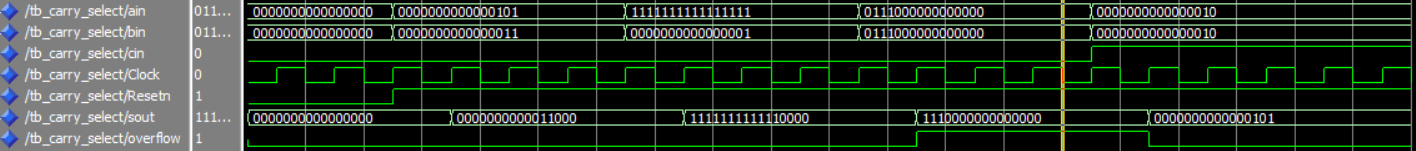 /tb_carry_select/ain 011... 0000000000000000 0000000000000101 1111111111111111 0111000000000000 0000000000000010
/tb_carry_select/bin 011... 0000000000000000 0000000000000011 0000000000000001 0111000000000000 0000000000000010
/tb_carry_select/cin 0
/tb_carry_select/Clock 0
/tb_carry_select/Resetn 1
/tb_carry_select/sout 111... 0000000000000000 0000000000011000 1111111111110000 1110000000000000 0000000000000101
/tb_carry_select/overflow 1